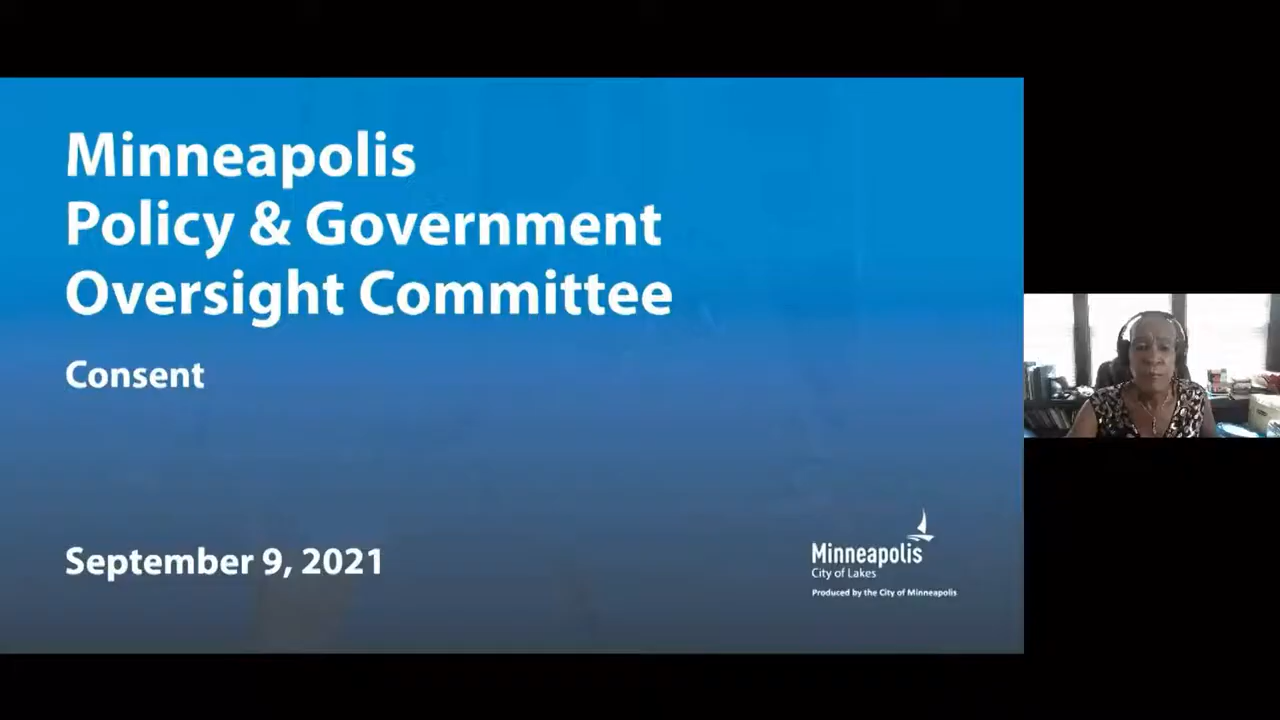 Minneapolis
Policy & Government
Oversight Committee
Consent
September 9, 2021
Minneapolis
City of Lakes
Produced by the City of Minneapolis